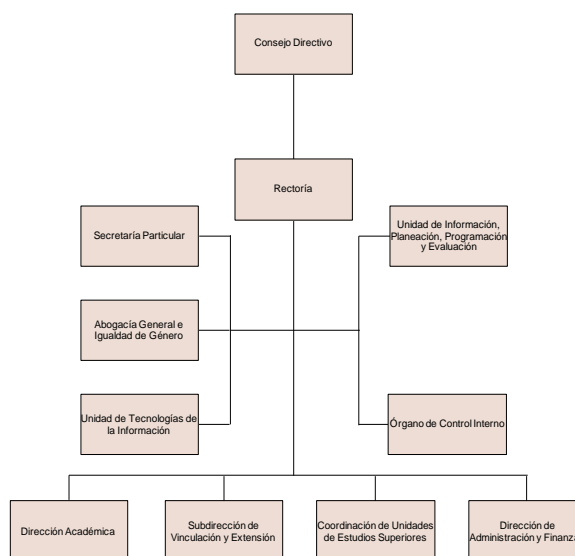 Consejo Directivo
Rectoría
Secretaría Particular
Unidad de Información,
Planeación, Programación
y Evaluación
Abogacía General e
Igualdad de Género
Unidad de Tecnologías de
la Información
Órgano de Control Interno
Dirección Académica
Subdirección de
Vinculación y Extensión
Coordinación de Unidades
de Estudios Superiores
Dirección de
Administración y Finanz